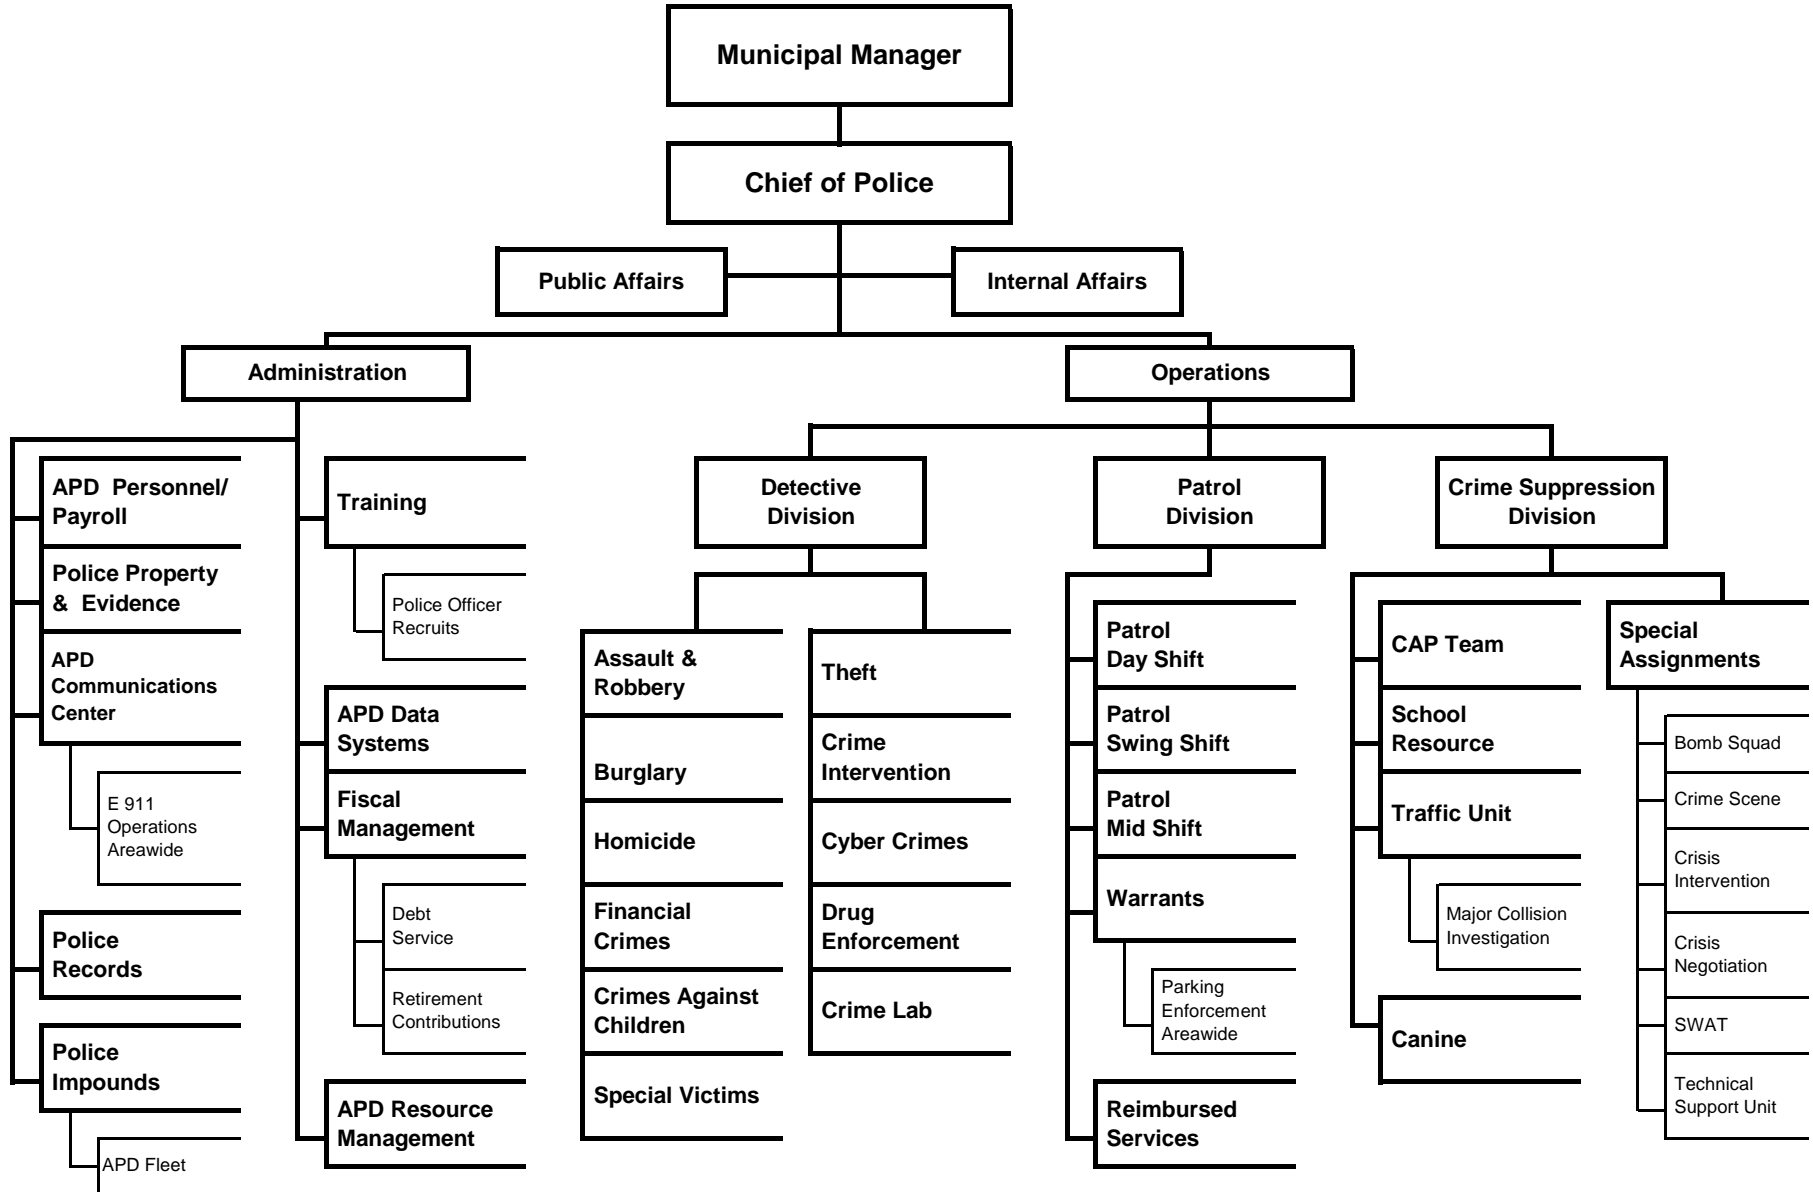 Municipal Manager
Chief of Police
Public Affairs
Internal Affairs
Administration
Operations
APD  Personnel/
Payroll
Police Property
&  Evidence
APD
Communications
Center
E 911
Operations
Areawide
Police
Records
Police
Impounds
APD Fleet
Training
Police Officer
Recruits
APD Data
Systems
Fiscal
Management
Debt
Service
Retirement
Contributions
APD Resource
Management
Detective
Division
Assault &
Robbery
Burglary
Homicide
Financial
Crimes
Crimes Against
Children
Special Victims
Theft
Crime
Intervention
Cyber Crimes
Drug
Enforcement
Crime Lab
Patrol
Division
Patrol
Day Shift
Patrol
Swing Shift
Patrol
Mid Shift
Warrants
Parking
Enforcement
Areawide
Reimbursed
Services
Crime Suppression
Division
CAP Team
School
Resource
Traffic Unit
Major Collision
Investigation
Canine
Special
Assignments
Bomb Squad
Crime Scene
Crisis
Intervention
Crisis
Negotiation
SWAT
Technical
Support Unit